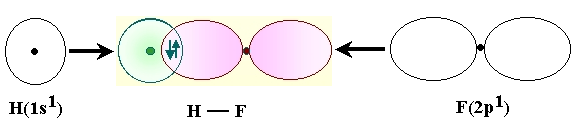 H(1s¹)
H — F
F(2p¹)